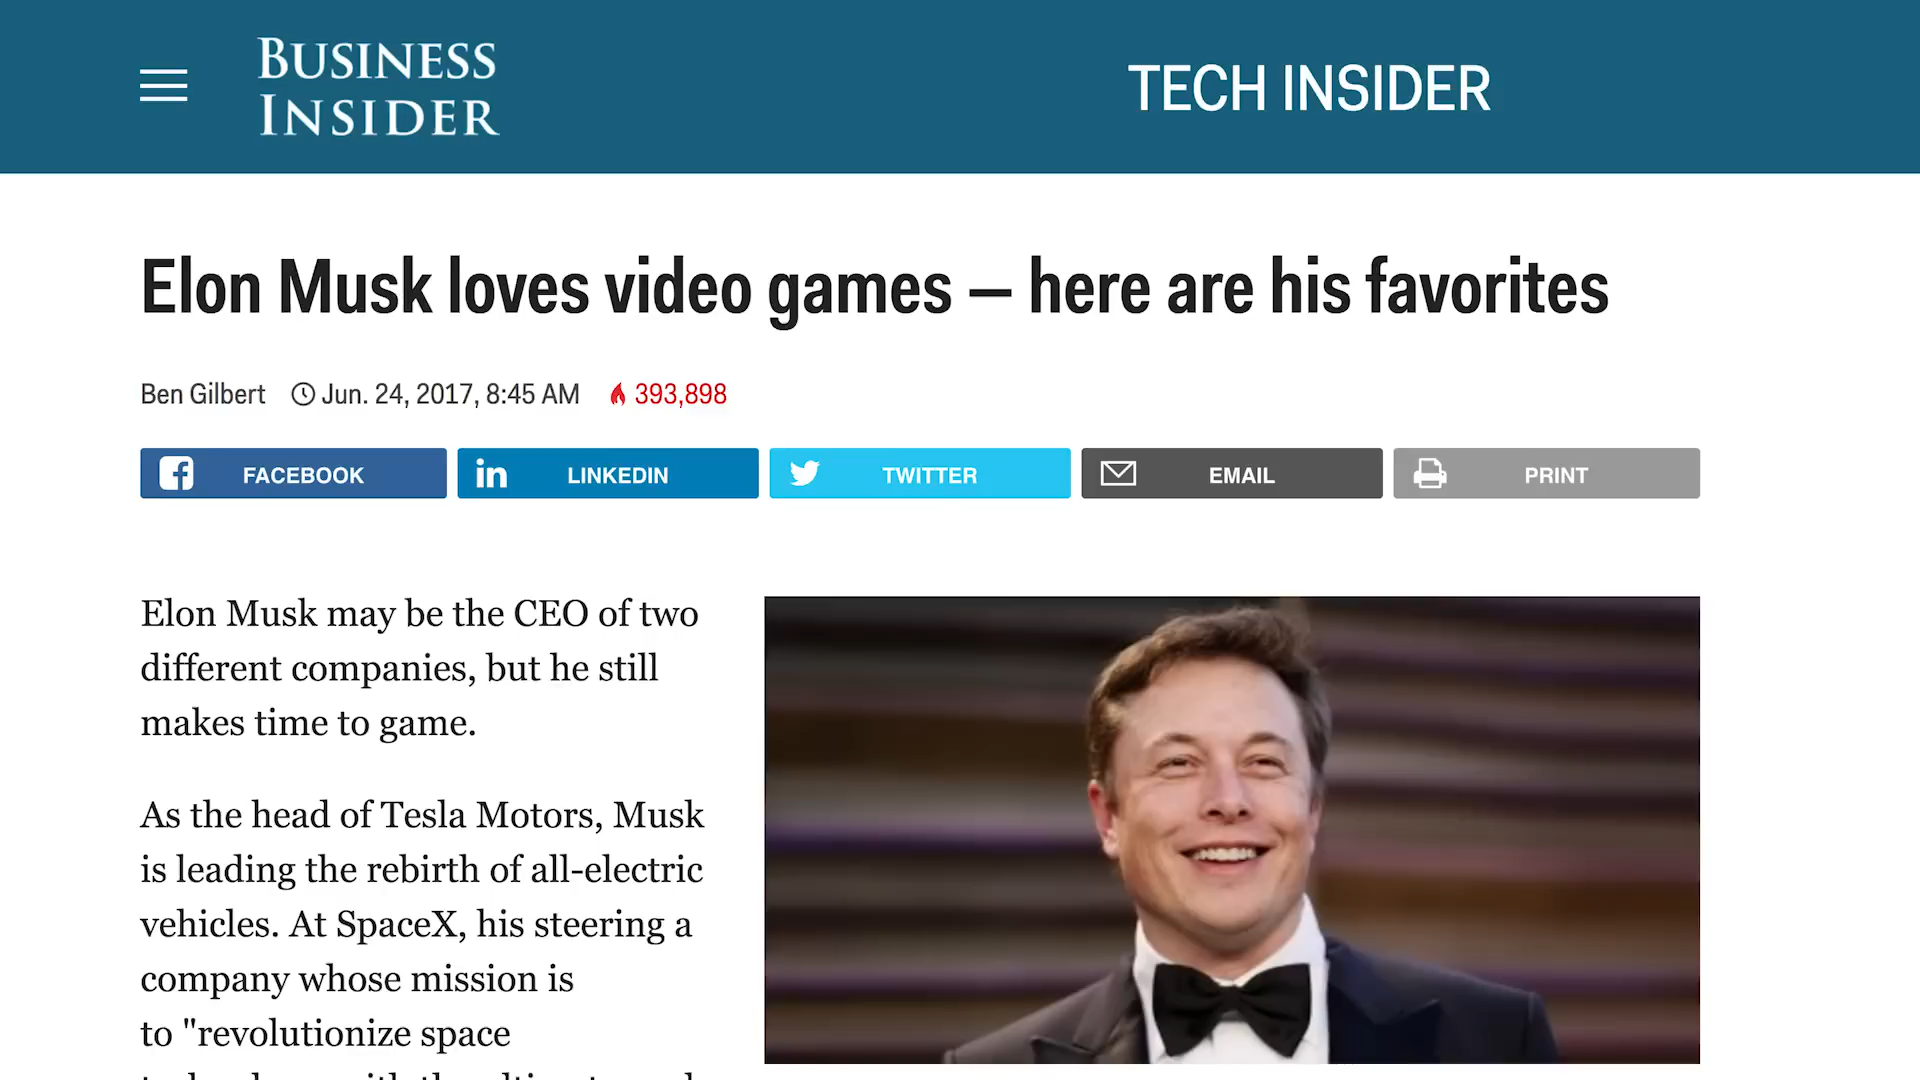 BUSINESS
INSIDER
TECH INSIDER
Elon Musk loves video games — here are his favorites
Ben Gilbert Jun. 24, 2017, 8:45 AM 393,898
FACEBOOK LINKEDIN TWITTER EMAIL PRINT
Elon Musk may be the CEO of two
different companies, but he still
makes time to game.
As the head of Tesla Motors, Musk
is leading the rebirth of all-electric
vehicles. At SpaceX, his steering a
company whose mission is
to "revolutionize space